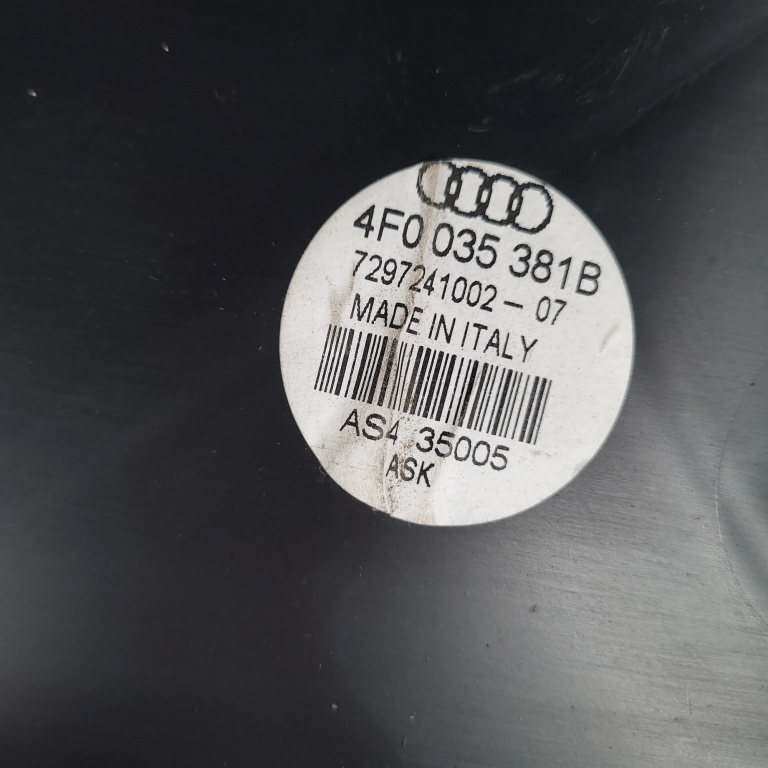 4F0 035 381B
7297241002-07
MADE IN ITALY
AS4 35005
ASK